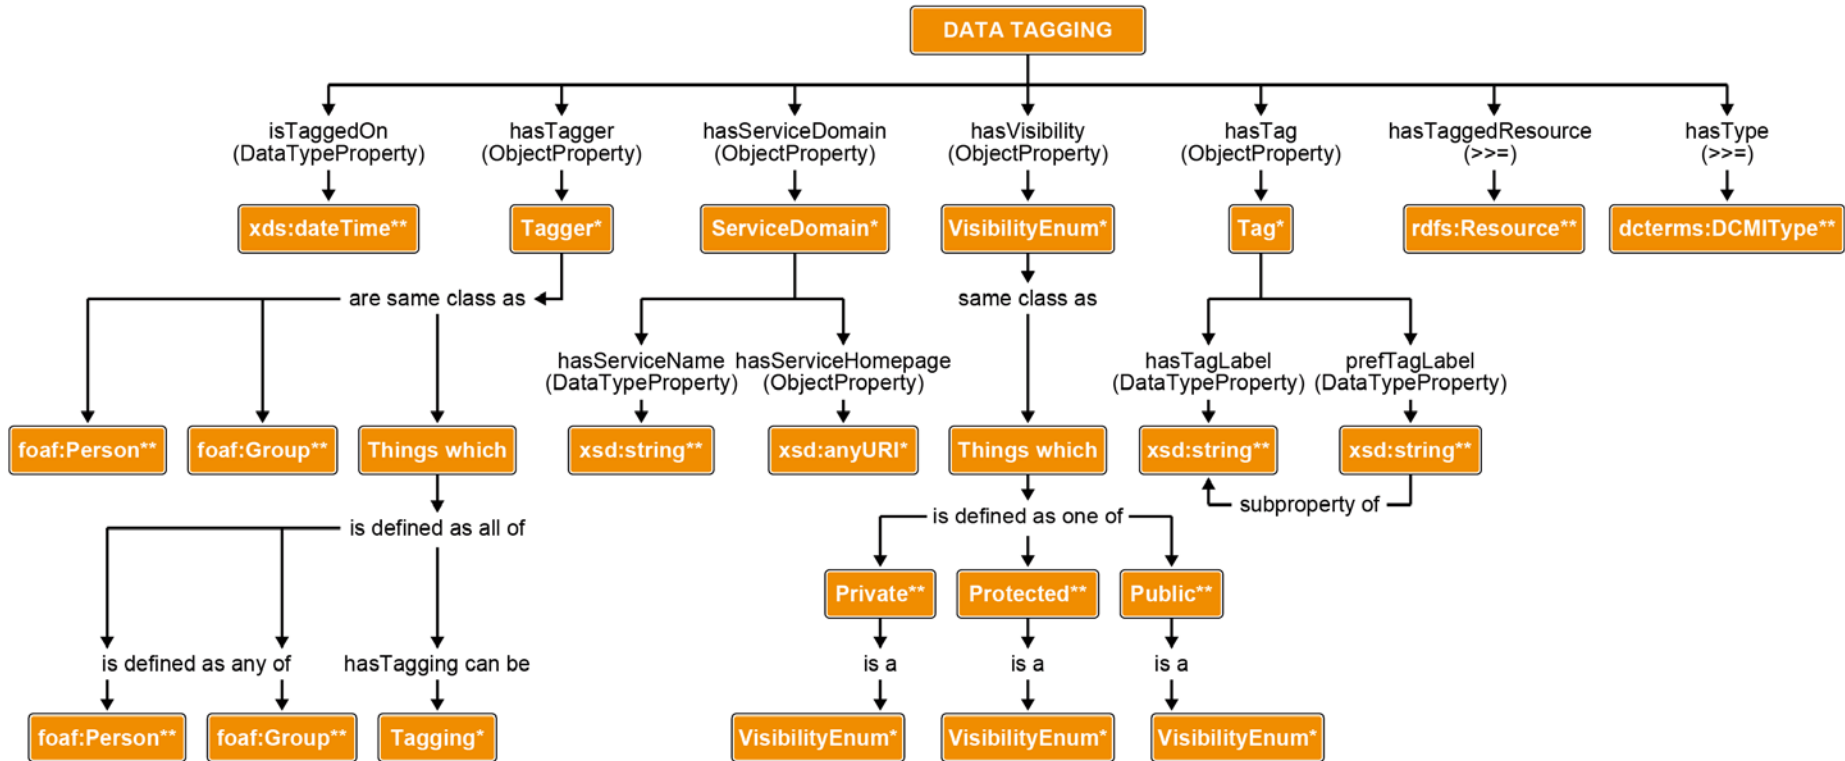 DATA TAGGING
isTaggedOn
(DataTypeProperty)
hasTagger
(ObjectProperty)
hasServiceDomain
(ObjectProperty)
hasVisibility
(ObjectProperty)
hasTag
(ObjectProperty)
hasTaggedResource
(>>=)
hasType
(>>=)
xds:dateTime**
Tagger*
ServiceDomain*
VisibilityEnum*
Tag*
rdfs:Resource**
dcterms:DCMIType**
are same class as
same class as
hasServiceName
(DataTypeProperty)
hasServiceHomepage
(ObjectProperty)
hasTagLabel
(DataTypeProperty)
prefTagLabel
(DataTypeProperty)
foaf:Person**
foaf:Group**
Things which
xsd:string**
xsd:anyURI*
Things which
xsd:string**
xsd:string**
subproperty of
is defined as all of
is defined as one of
Private**
Protected**
Public**
is defined as any of
hasTagging can be
is a
is a
is a
foaf:Person**
foaf:Group**
Tagging*
VisibilityEnum*
VisibilityEnum*
VisibilityEnum*